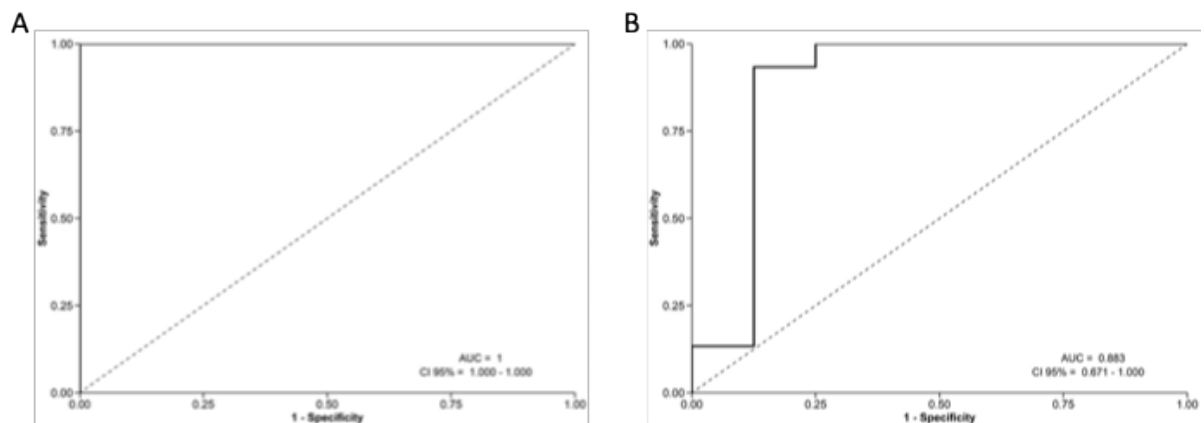 A
1.00
0.75
0.50
0.25
0.00
Sensitivity
AUC = 1
CI 95% = 1.000 - 1.000
0.00 0.25 0.50 0.75 1.00
1 - Specificity
B
1.00
0.75
0.50
0.25
0.00
Sensitivity
AUC = 0.883
CI 95% = 0.671 - 1.000
0.00 0.25 0.50 0.75 1.00
1 - Specificity